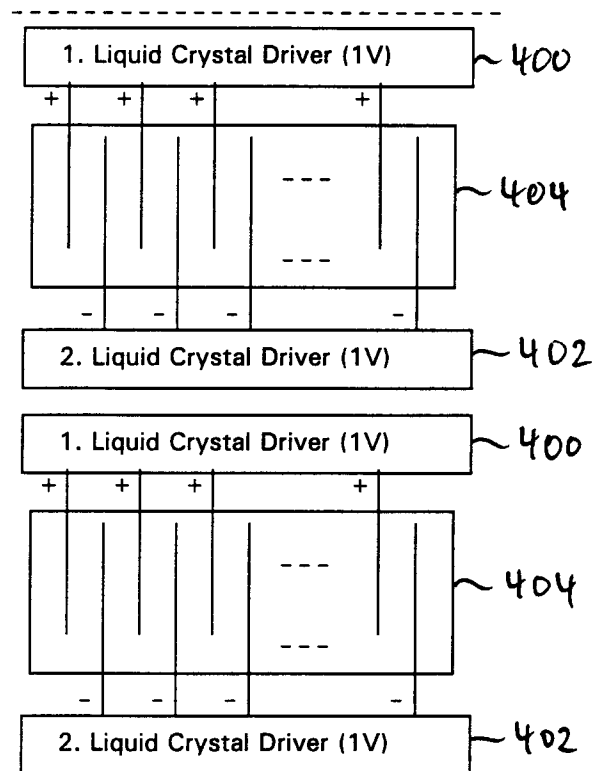 1. Liquid Crystal Driver (1V) 400
+ + + +
404
- - - -
2. Liquid Crystal Driver (1V) 402
1. Liquid Crystal Driver (1V) 400
+ + + +
404
- - - -
2. Liquid Crystal Driver (1V) 402